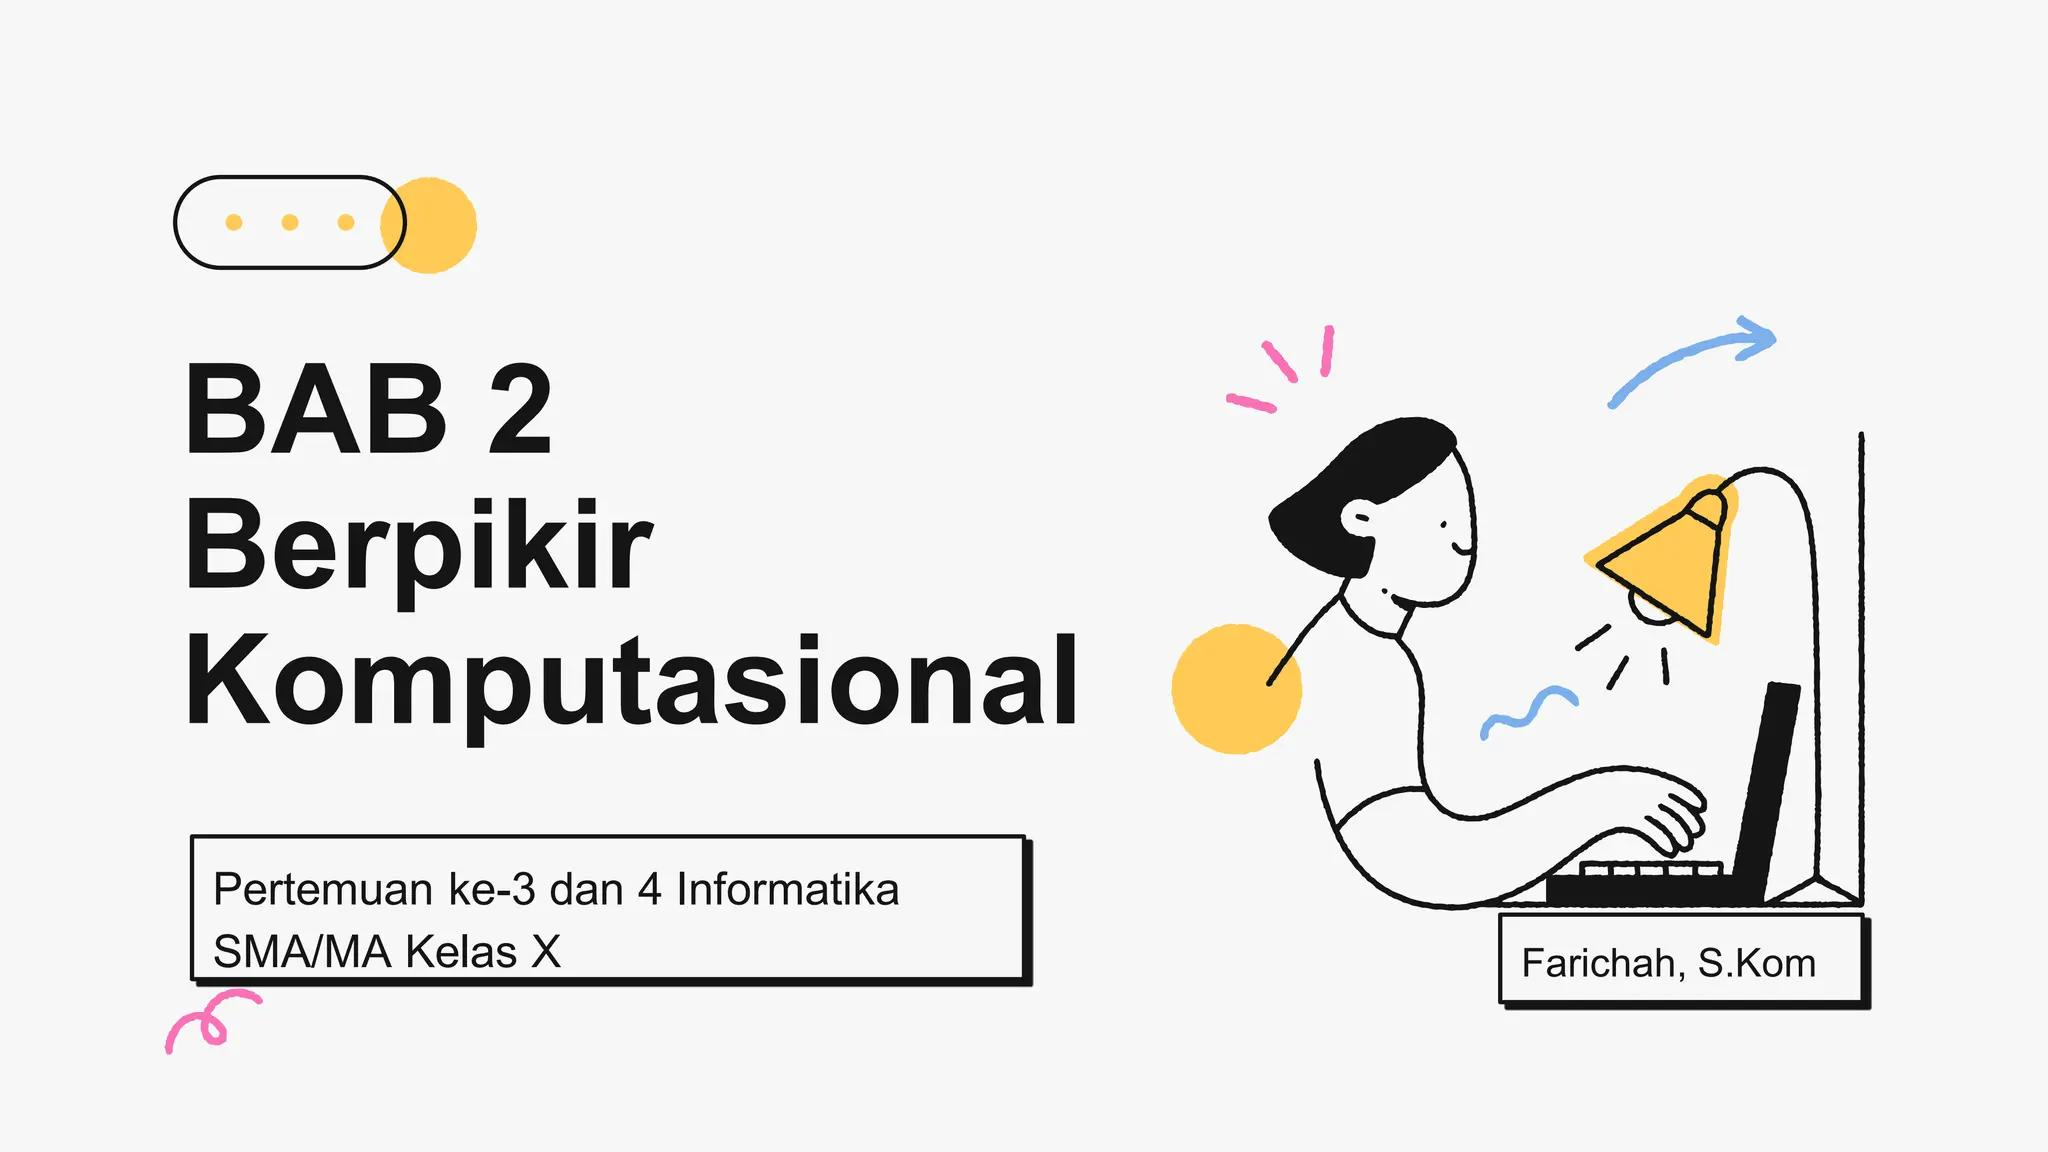 BAB 2
Berpikir
Komputasional
Pertemuan ke-3 dan 4 Informatika
SMA/MA Kelas X
Farichah, S.Kom